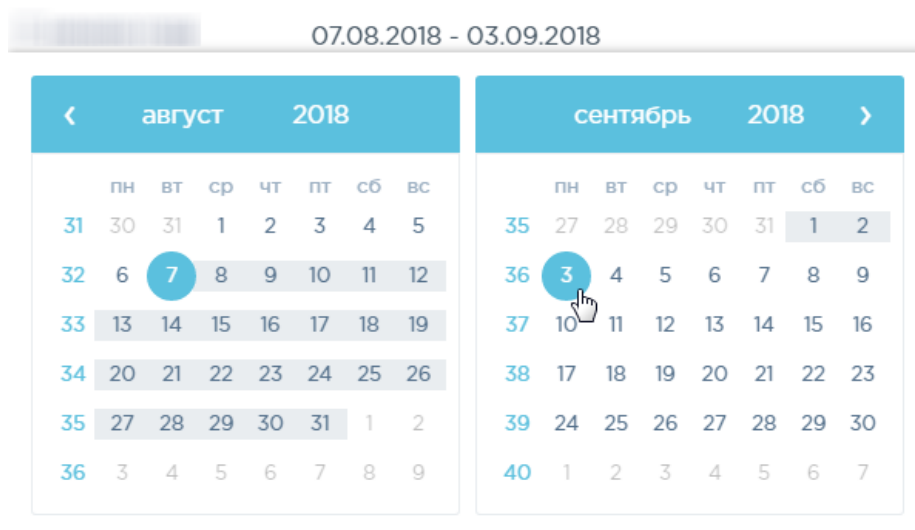 07.08.2018 - 03.09.2018
август 2018
пн вт ср чт пт сб вс
31 30 31 1 2 3 4 5
32 6 7 8 9 10 11 12
33 13 14 15 16 17 18 19
34 20 21 22 23 24 25 26
35 27 28 29 30 31 1 2
36 3 4 5 6 7 8 9
сентябрь 2018
пн вт ср чт пт сб вс
35 27 28 29 30 31 1 2
36 3 4 5 6 7 8 9
37 10 11 12 13 14 15 16
38 17 18 19 20 21 22 23
39 24 25 26 27 28 29 30
40 1 2 3 4 5 6 7